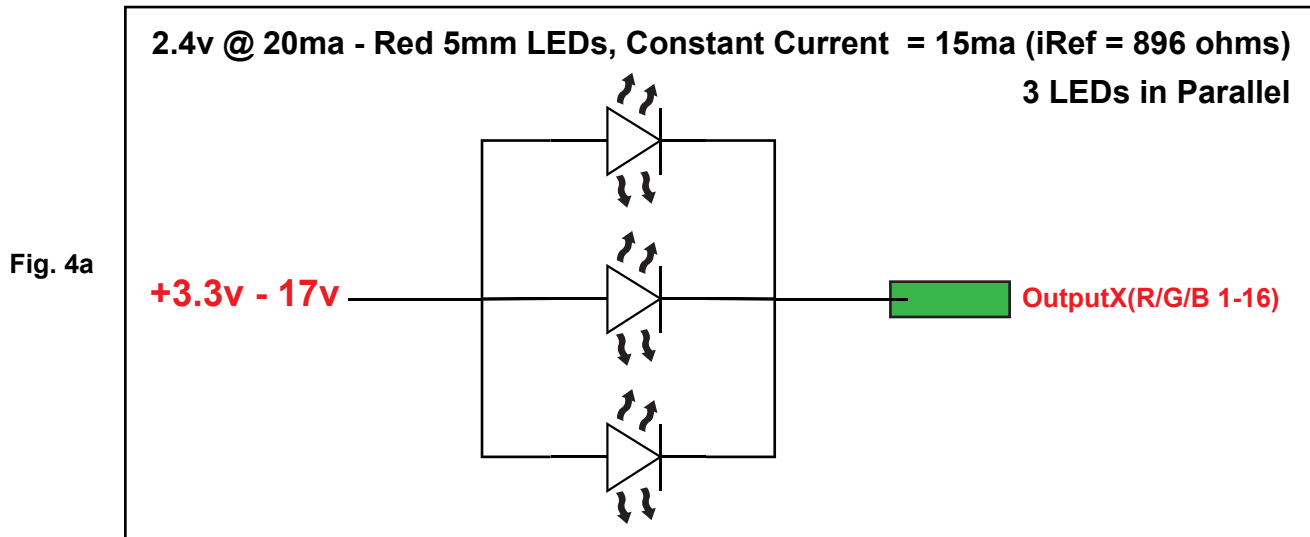 2.4v @ 20ma - Red 5mm LEDs, Constant Current  = 15ma (iRef = 896 ohms)
3 LEDs in Parallel
Fig. 4a
+3.3v - 17v
OutputX(R/G/B 1-16)